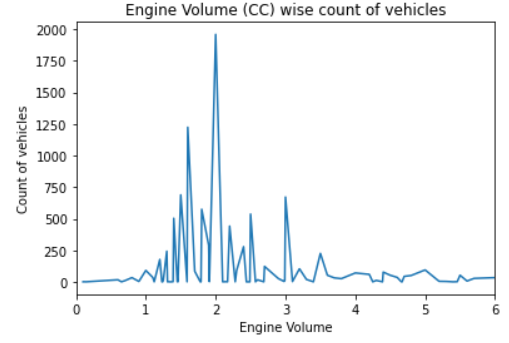 Engine Volume (CC) wise count of vehicles
2000
1750
1500
1250
1000
750
500
250
0
Count of vehicles
0 1 2 3 4 5 6
Engine Volume